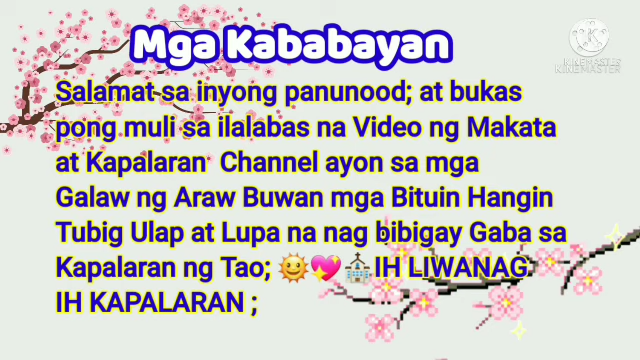 Mga Kababayan
K
KINEMASTER
KINEMASTER
Salamat sa inyong panunood; at bukas
pong muli sa ilalabas na Video ng Makata
at Kapalaran Channel ayon sa mga
Galaw ng Araw Buwan mga Bituin Hangin
Tubig Ulap at Lupa na nag bibigay Gaba sa
Kapalaran ng Tao; 🌞💖⛪IH LIWANAG
IH KAPALARAN ;